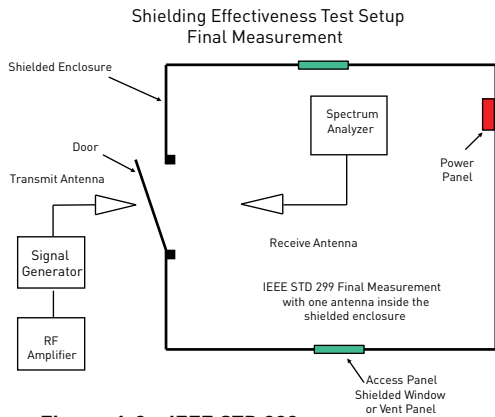 Shielding Effectiveness Test Setup
Final Measurement
Shielded Enclosure
Door
Transmit Antenna
Signal
Generator
RF
Amplifier
Spectrum
Analyzer
Power
Panel
Receive Antenna
IEEE STD 299 Final Measurement
with one antenna inside the
shielded enclosure
Access Panel
Shielded Window
or Vent Panel